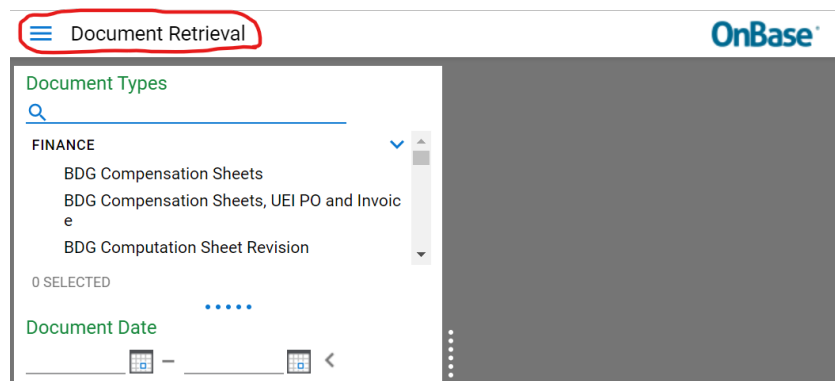 Document Retrieval
OnBase
Document Types
FINANCE
BDG Compensation Sheets
BDG Compensation Sheets, UEI PO and Invoic
e
BDG Computation Sheet Revision
0 SELECTED
Document Date